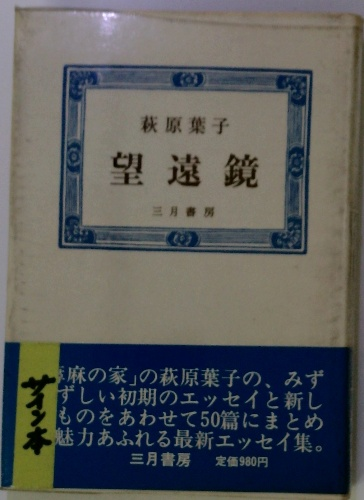 萩原葉子
望遠鏡
三月書房
サイン本
麻の家」の萩原葉子の、みず
ずしい初期のエッセイと新し
ものをあわせて50篇にまとめ
魅力あふれる最新エッセイ集。
三月書房 定価980円